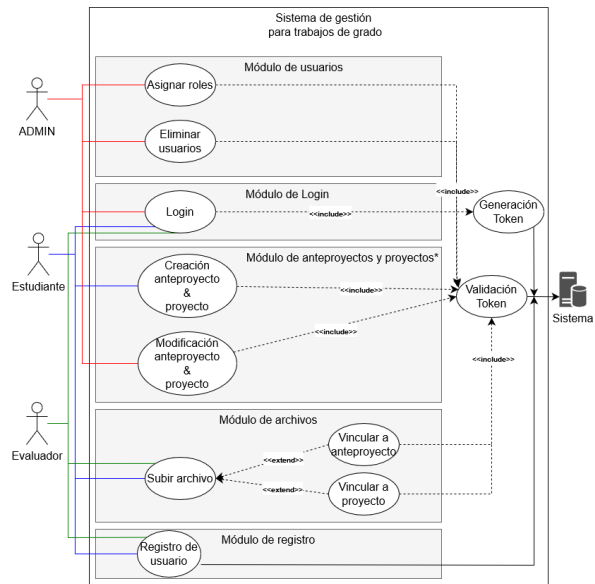 Sistema de gestión
para trabajos de grado
Módulo de usuarios
Asignar roles
ADMIN
Eliminar
usuarios
<<include>>
Módulo de Login
Login
<<include>>
Generación
Token
Módulo de anteproyectos y proyectos*
Estudiante
Creación
anteproyecto
&
proyecto
<<include>>
Validación
Token
Sistema
<<include>>
Modificación
anteproyecto
&
proyecto
<<include>>
Módulo de archivos
Evaluador
Vincular a
anteproyecto
<<extend>>
Subir archivo
<<extend>>
Vincular a
proyecto
Módulo de registro
Registro de
usuario